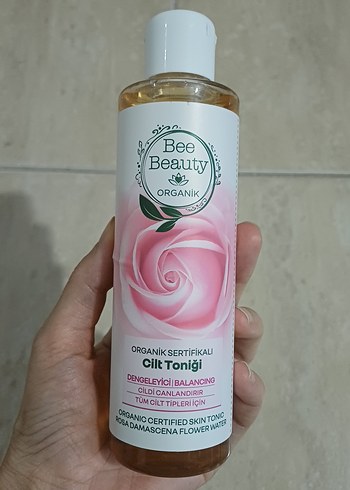 Bee
Beauty
ORGANİK
ORGANİK SERTİFİKALI
Cilt Toniği
DENGELEYİCİ | BALANCING
CİLDİ CANLANDIRIR
TÜM CİLT TİPLERİ İÇİN
ORGANIC CERTIFIED SKIN TONIC
ROSA DAMASCENA FLOWER WATER